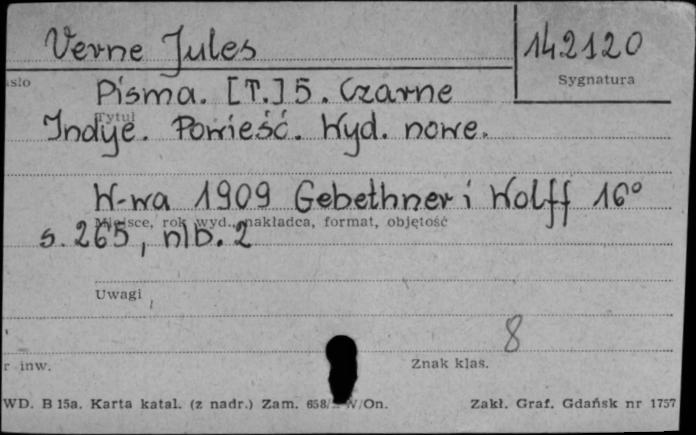 Verne Jules
142120
Sygnatura
Pisma. [T.] 5. Czarne
Tytuł
Indye. Powieść. Wyd. nowe.
W-wa 1909 Gebethner i Wolff 16°
Miejsce, rok wyd., nakładca, format, objętość
s. 265, nlb. 2
Uwagi
8
r inw.
Znak klas.
WD. B 15a. Karta katal. (z nadr.) Zam. 658/ W/On.
Zakł. Graf. Gdańsk nr 1757